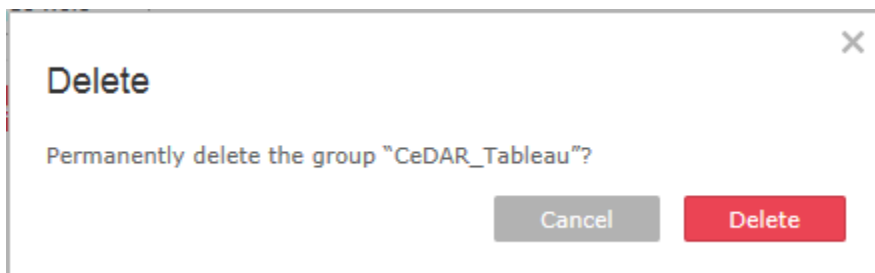 Delete
Permanently delete the group “CeDAR_Tableau”?
Cancel Delete